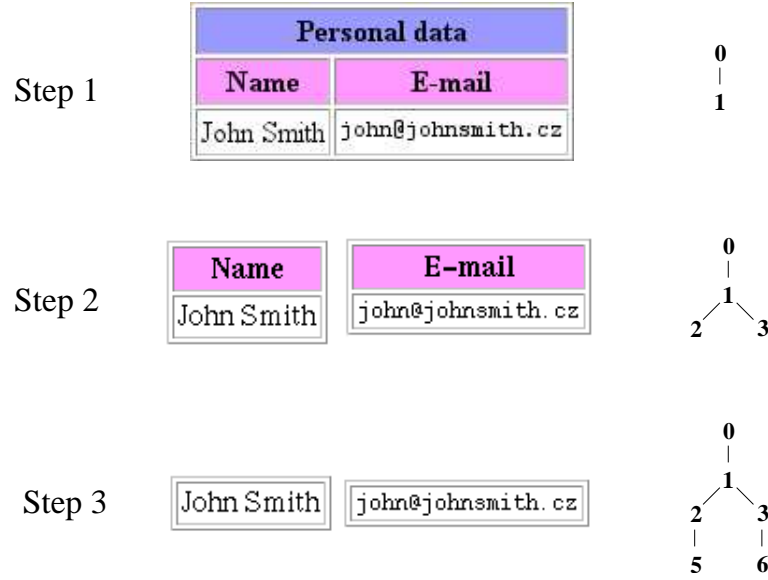 Step 1
Personal data
Name E-mail
John Smith john@johnsmith.cz
0
1
Step 2
Name E-mail
John Smith john@johnsmith.cz
0
1
2 3
Step 3
John Smith john@johnsmith.cz
0
1
2 3
5 6